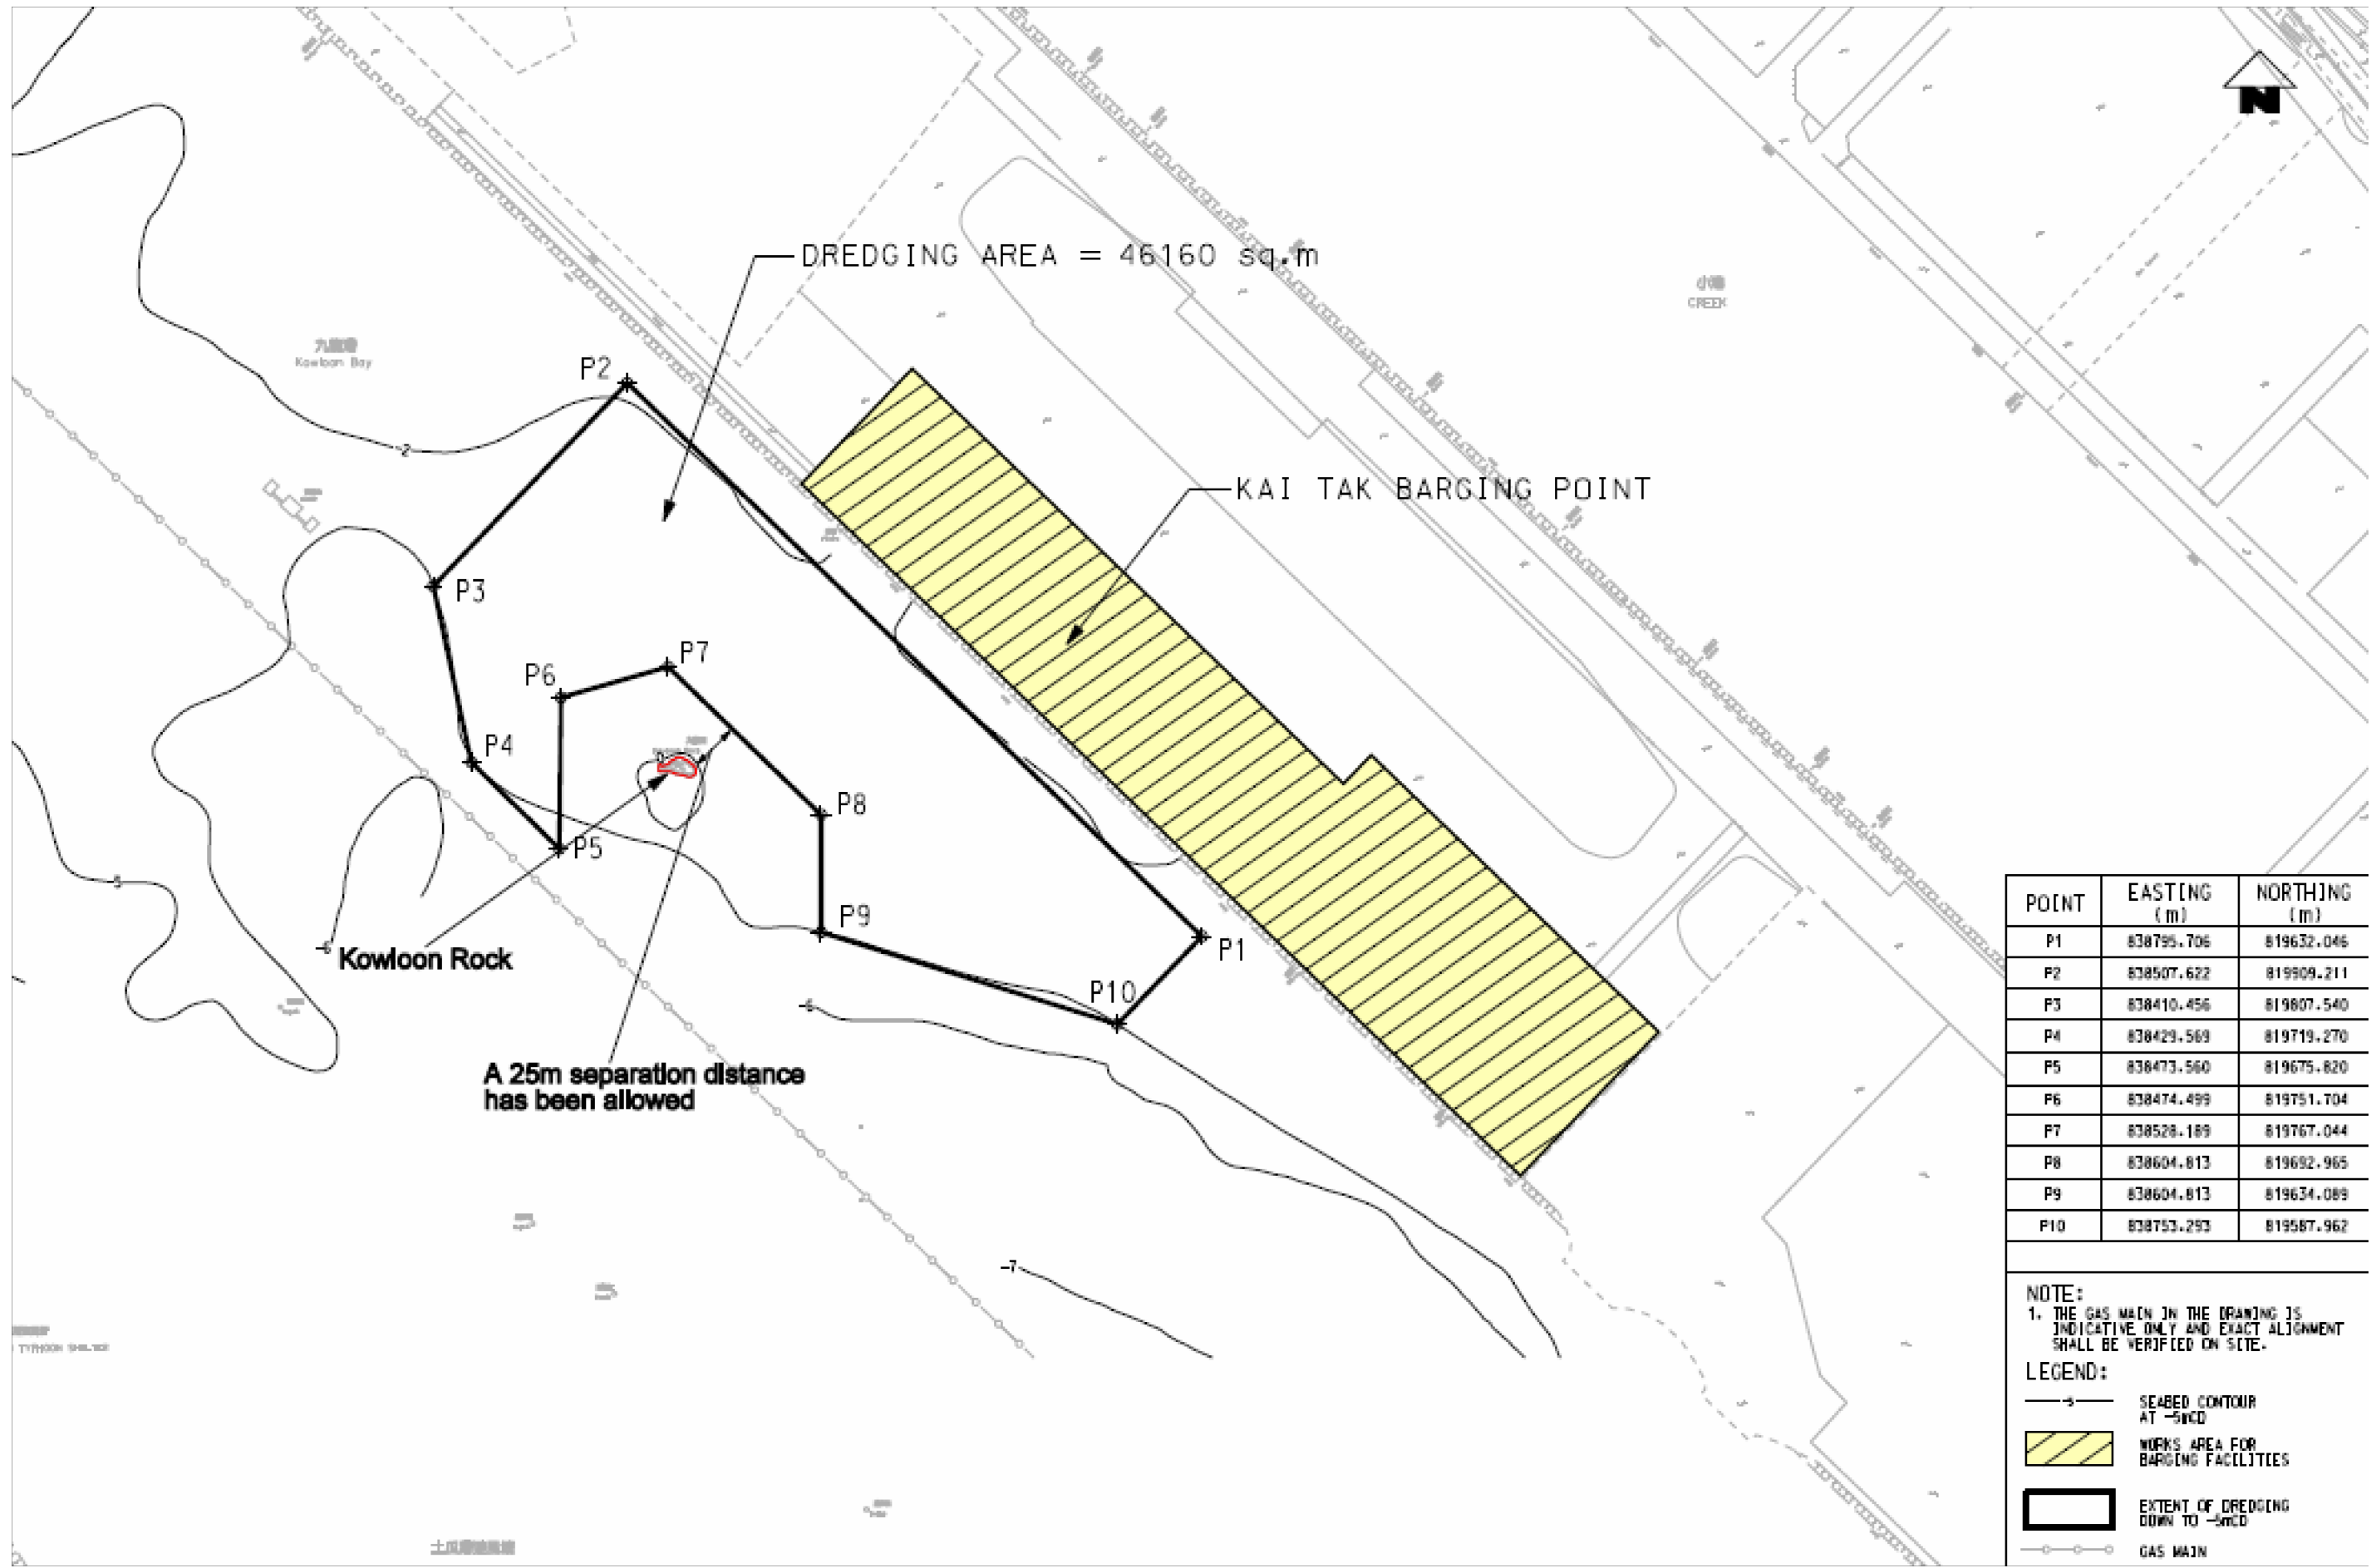 N
DREDGING AREA = 46160 sq.m
CREEK
Kowloon Bay
P2
-2
KAI TAK BARGING POINT
P3
P7
P6
P4
P8
P5
-5
P9
P1
Kowloon Rock
-6
P10
-6
A 25m separation distance
has been allowed
-7
TYPHOON SHELTER
POINT EASTING (m) NORTHING (m)
P1 838795.706 819632.046
P2 838507.622 819909.211
P3 838410.456 819807.540
P4 838429.569 819719.270
P5 838473.560 819675.820
P6 838474.499 819751.704
P7 838528.189 819767.044
P8 838604.813 819692.965
P9 838604.813 819634.089
P10 838753.293 819587.962
NOTE:
1. THE GAS MAIN IN THE DRAWING IS
INDICATIVE ONLY AND EXACT ALIGNMENT
SHALL BE VERIFIED ON SITE.
LEGEND:
-5
SEABED CONTOUR
AT -5mCD
WORKS AREA FOR
BARGING FACILITIES
EXTENT OF DREDGING
DOWN TO -5mCD
GAS MAIN